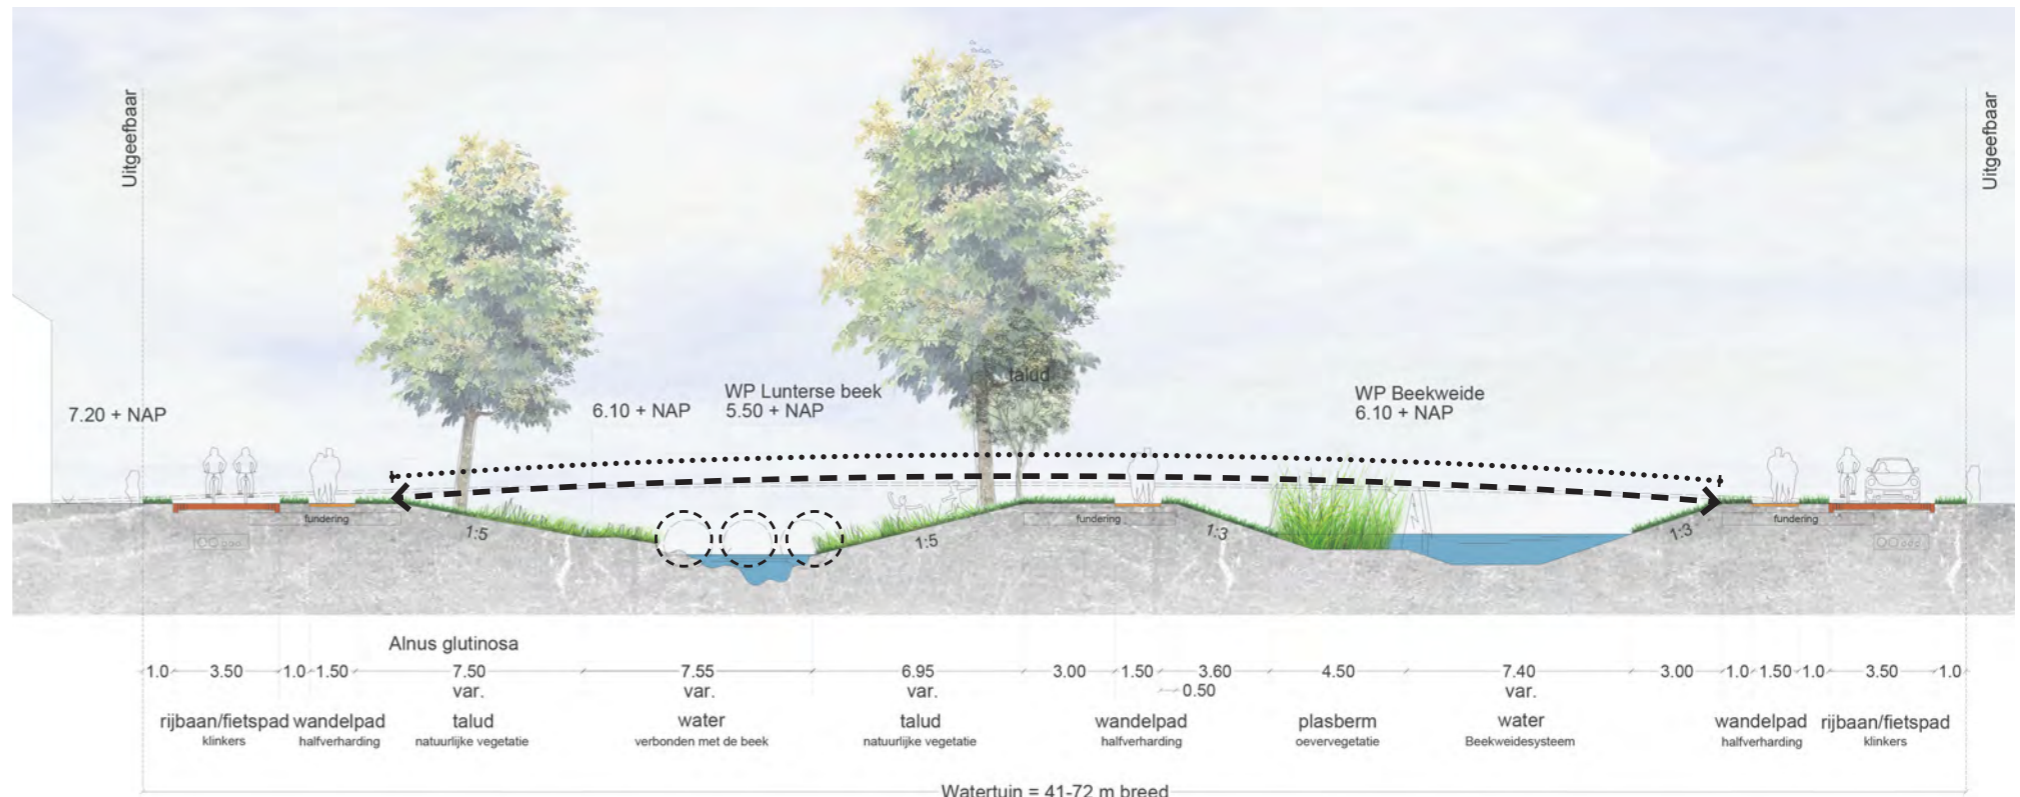 Uitgeefbaar
Uitgeefbaar
talud
WP Lunterse beek
5.50 + NAP
WP Beekweide
6.10 + NAP
7.20 + NAP
6.10 + NAP
fundering
fundering
fundering
1:5
1:5
1:3
1:3
Alnus glutinosa
1.0 3.50 1.0 1.50 7.50 7.55 6.95 3.00 1.50 3.60 4.50 7.40 3.00 1.0 1.50 1.0 3.50 1.0
var. var. var. 0.50 var.
rijbaan/fietspad wandelpad talud water talud wandelpad plasberm water wandelpad rijbaan/fietspad
klinkers halfverharding natuurlijke vegetatie verbonden met de beek natuurlijke vegetatie halfverharding oevervegetatie Beekweidesysteem halfverharding klinkers
Watertuin = 41-72 m breed